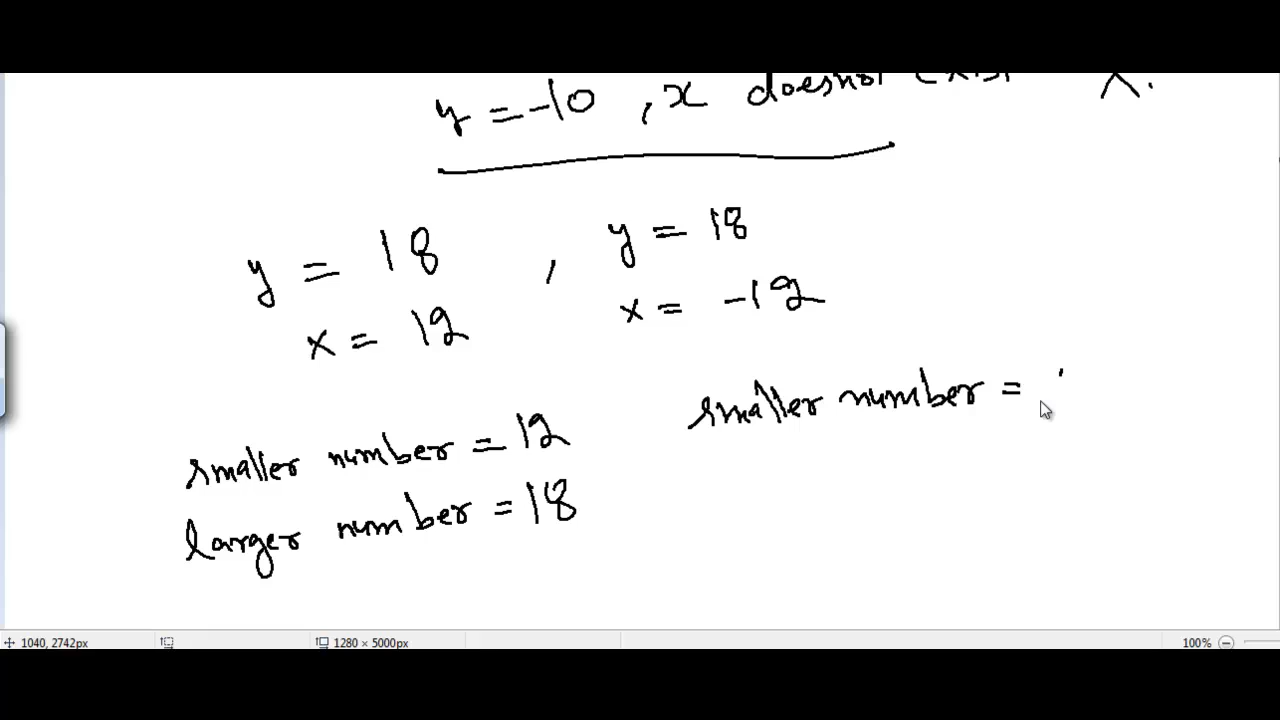 y = -10 , x doesnot exist
y = 18 , y = 18
x = 12 x = -12
smaller number =
smaller number = 12
larger number = 18
1040, 2742px 1280 × 5000px 100%